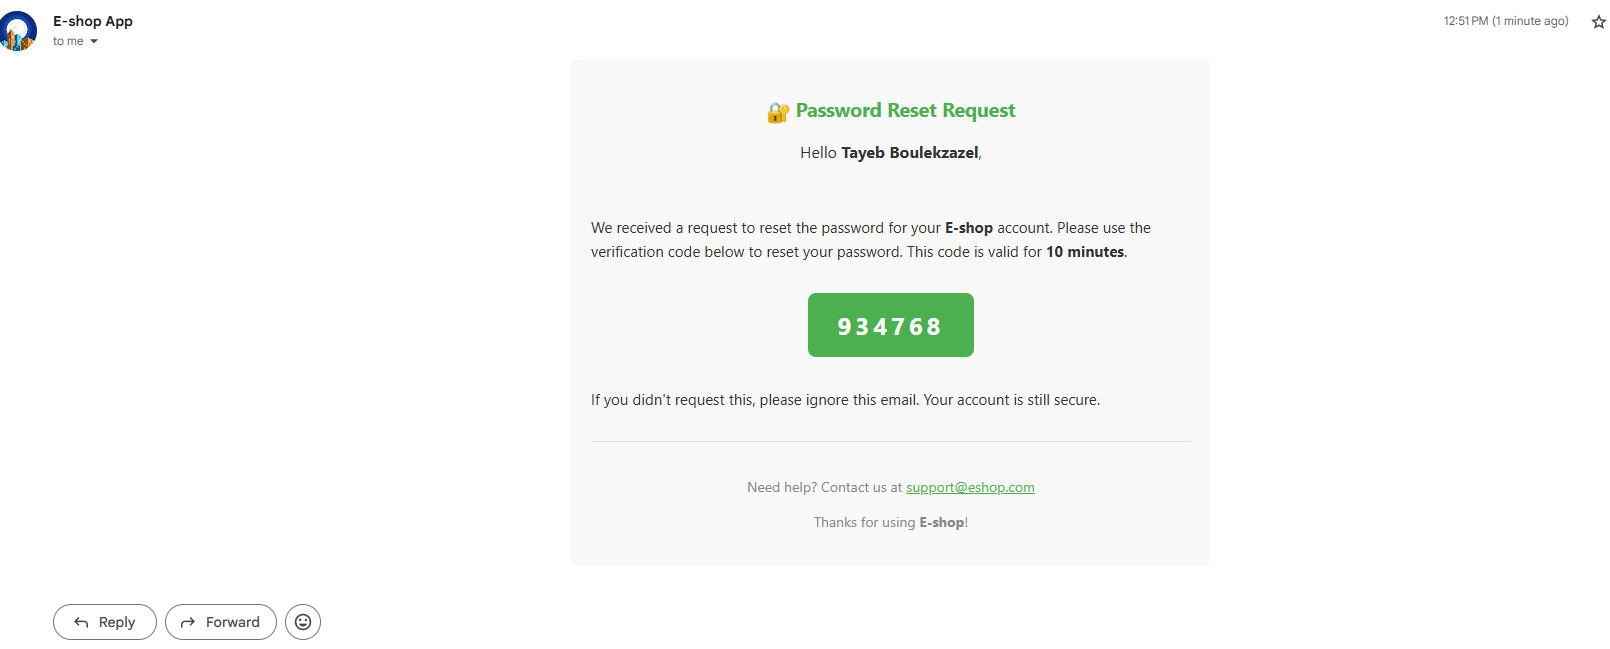 E-shop App
12:51 PM (1 minute ago)
to me
🔐 Password Reset Request
Hello Tayeb Boulekzazel,
We received a request to reset the password for your E-shop account. Please use the
verification code below to reset your password. This code is valid for 10 minutes.
934768
If you didn't request this, please ignore this email. Your account is still secure.
Need help? Contact us at support@eshop.com
Thanks for using E-shop!
Reply
Forward